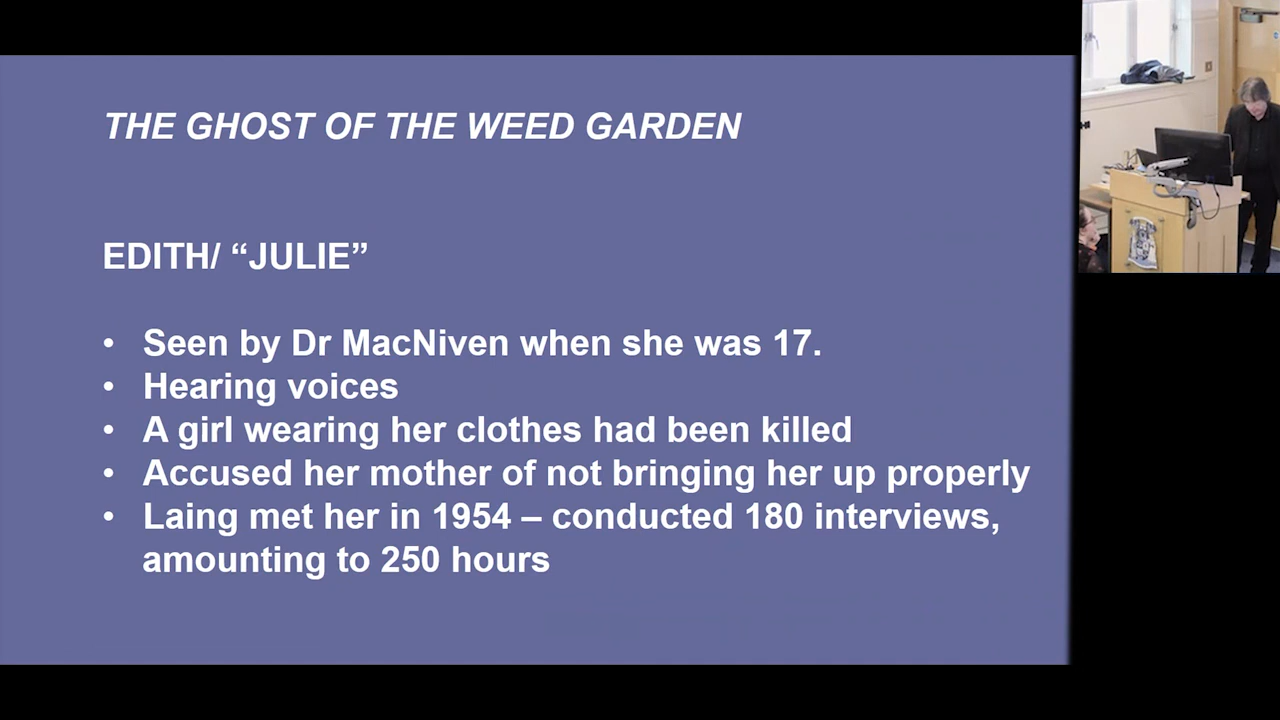 THE GHOST OF THE WEED GARDEN
EDITH/ “JULIE”
• Seen by Dr MacNiven when she was 17.
• Hearing voices
• A girl wearing her clothes had been killed
• Accused her mother of not bringing her up properly
• Laing met her in 1954 – conducted 180 interviews,
amounting to 250 hours